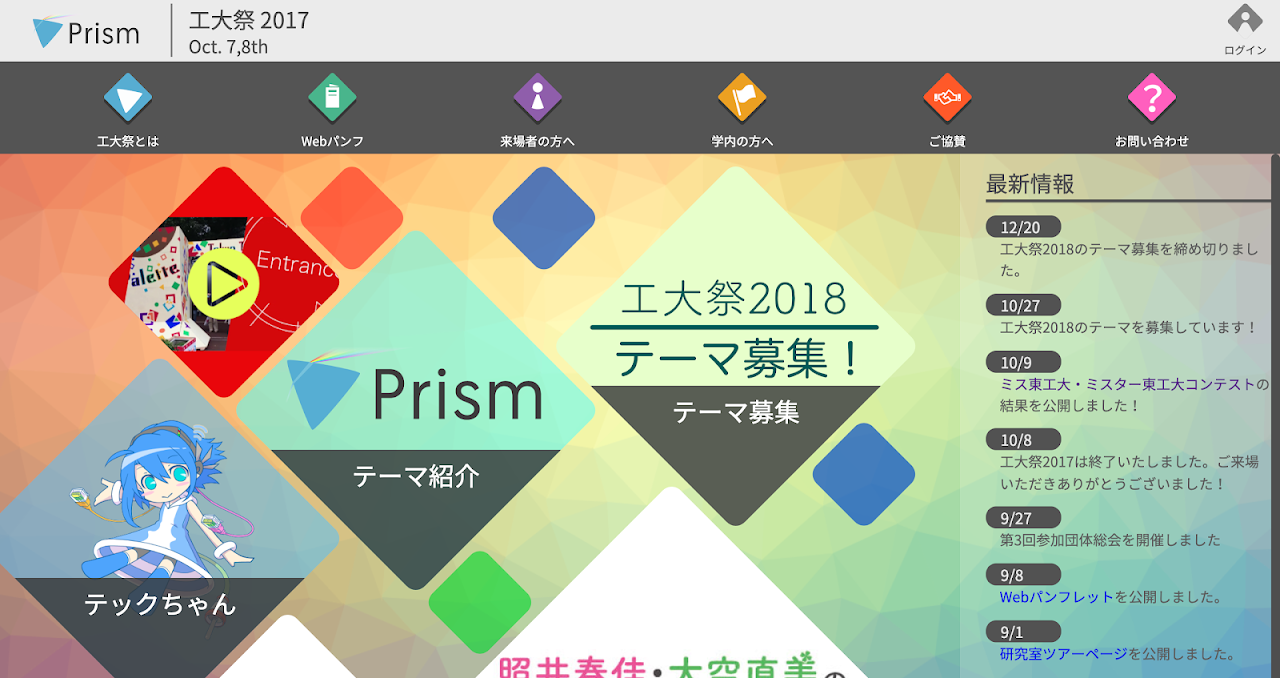 Prism
工大祭 2017
Oct. 7,8th
ログイン
工大祭とは
Webパンフ
来場者の方へ
学内の方へ
ご協賛
お問い合わせ
alette
Entranc
工大祭2018
テーマ募集！
テーマ募集
Prism
テーマ紹介
テックちゃん
照井春佳・大空直美の
最新情報
12/20
工大祭2018のテーマ募集を締め切りまし
た。
10/27
工大祭2018のテーマを募集しています！
10/9
ミス東工大・ミスター東工大コンテストの
結果を公開しました！
10/8
工大祭2017は終了いたしました。ご来場
いただきありがとうございました！
9/27
第3回参加団体総会を開催しました
9/8
Webパンフレットを公開しました。
9/1
研究室ツアーページを公開しました。